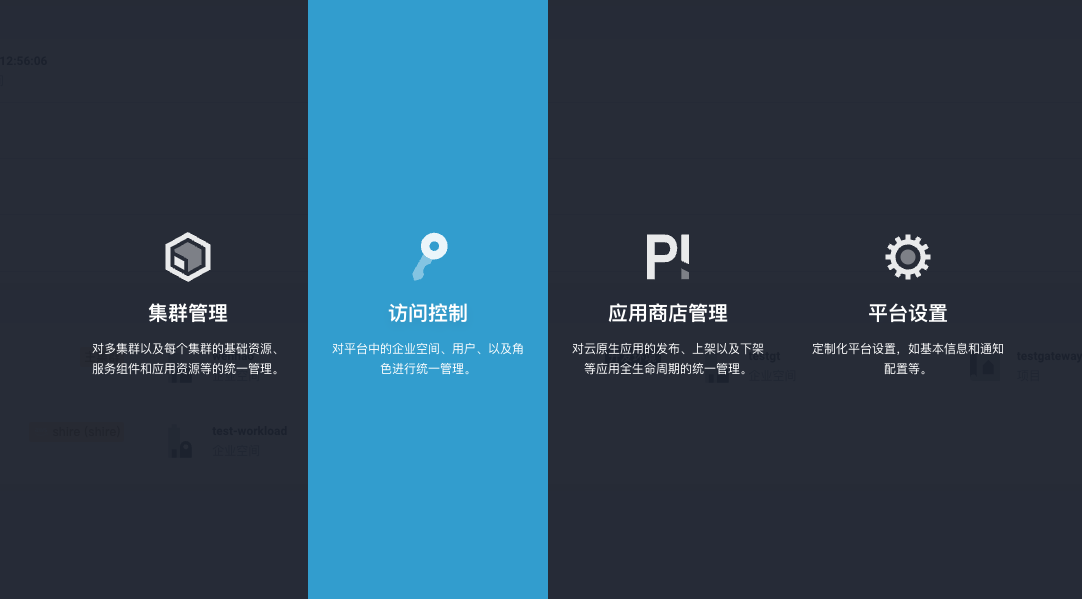 12:56:06
集群管理
对多集群以及每个集群的基础资源、
服务组件和应用资源等的统一管理。
访问控制
对平台中的企业空间、用户、以及角
色进行统一管理。
应用商店管理
对云原生应用的发布、上架以及下架
等应用全生命周期的统一管理。
平台设置
定制化平台设置，如基本信息和通知
配置等。
testgateway
test-workload
企业空间